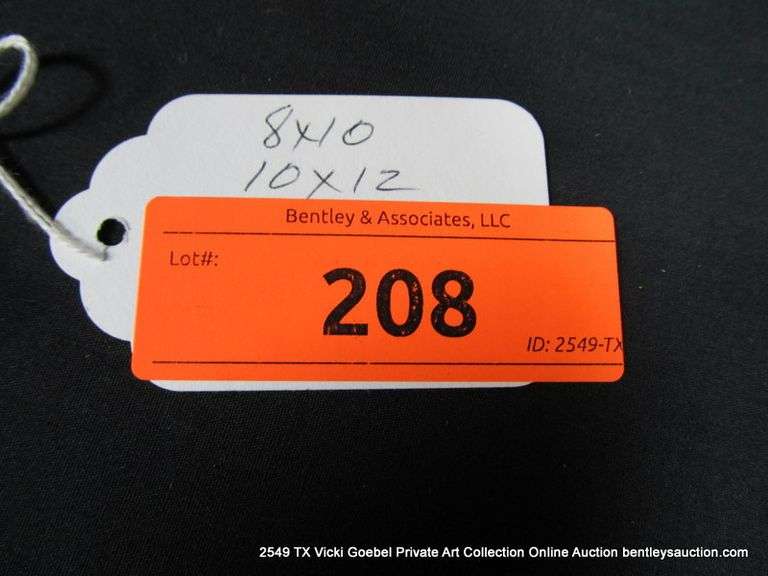 8x10
10x12
Bentley & Associates, LLC
Lot#:
208
ID: 2549-TX
2549 TX Vicki Goebel Private Art Collection Online Auction bentleysauction.com